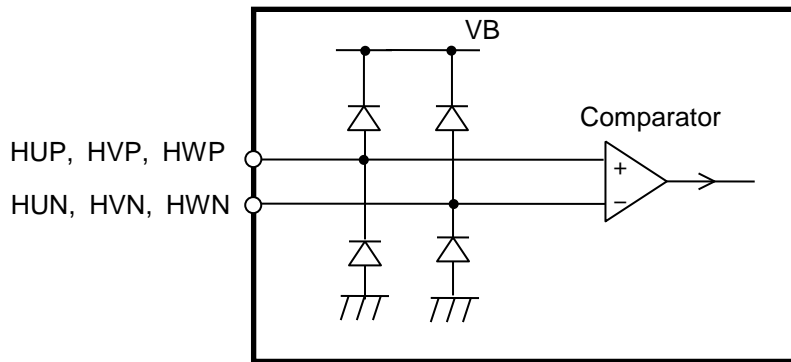 VB
Comparator
HUP, HVP, HWP
+
HUN, HVN, HWN
−